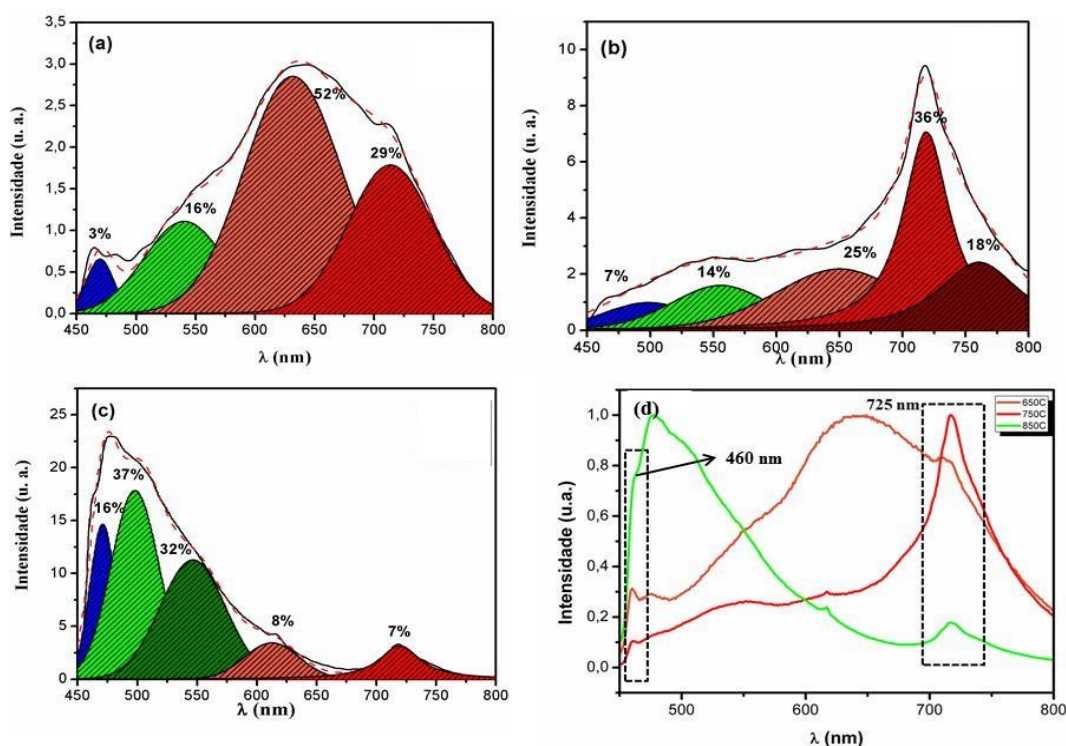 (a)
3,5
3,0
2,5
2,0
1,5
1,0
0,5
0,0
Intensidade (u. a.)
3%
16%
52%
29%
450 500 550 600 650 700 750 800
λ (nm)
(b)
10
8
6
4
2
0
Intensidade (u. a.)
7%
14%
25%
36%
18%
450 500 550 600 650 700 750 800
λ (nm)
(c)
25
20
15
10
5
0
Intensidade (u. a.)
16%
37%
32%
8%
7%
450 500 550 600 650 700 750 800
λ (nm)
(d)
1,0
0,8
0,6
0,4
0,2
0,0
Intensidade (u.a.)
725 nm
650C
750C
850C
460 nm
500 600 700 800
λ (nm)